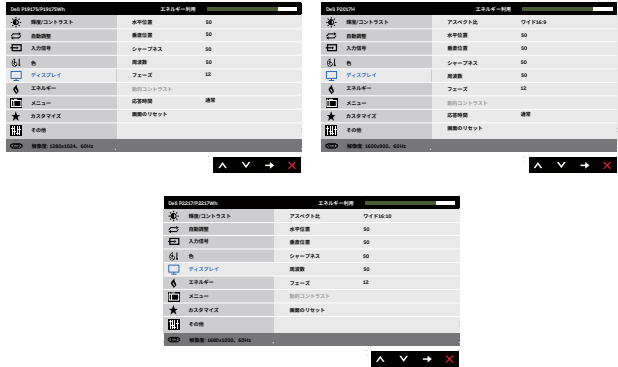 Dell P1917S/P1917SWh エネルギー利用
輝度/コントラスト 水平位置 50
自動調整 垂直位置 50
入力信号 シャープネス 50
色 周波数 50
ディスプレイ フェーズ 12
エネルギー 動的コントラスト
メニュー 応答時間 通常
カスタマイズ 画面のリセット
その他
解像度: 1280x1024、60Hz
Dell P2017H エネルギー利用
輝度/コントラスト アスペクト比 ワイド16:9
自動調整 水平位置 50
入力信号 垂直位置 50
色 シャープネス 50
ディスプレイ 周波数 50
エネルギー フェーズ 12
メニュー 動的コントラスト
カスタマイズ 応答時間 通常
その他 画面のリセット
解像度: 1600x900、60Hz
Dell P2217/P2217Wh エネルギー利用
輝度/コントラスト アスペクト比 ワイド16:10
自動調整 水平位置 50
入力信号 垂直位置 50
色 シャープネス 50
ディスプレイ 周波数 50
エネルギー フェーズ 12
メニュー 動的コントラスト
カスタマイズ 画面のリセット
その他
解像度: 1680x1050、60Hz